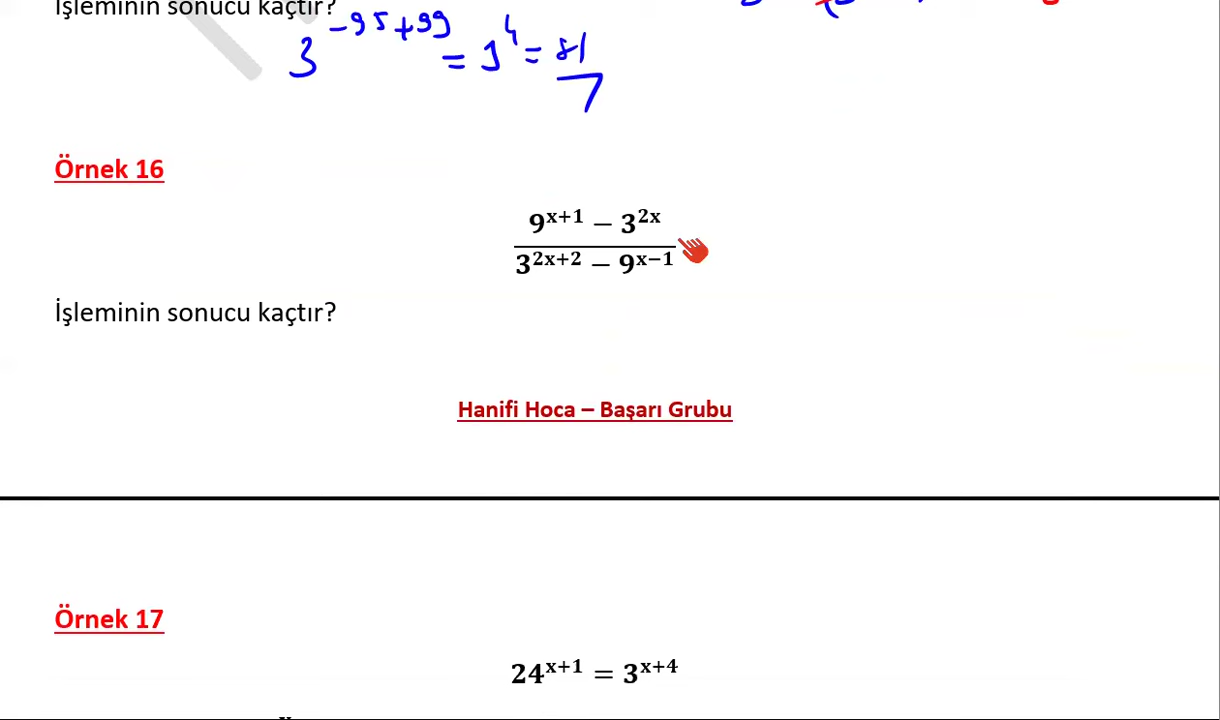 İşleminin sonucu kaçtır?
3^{-95+99} = 3^4 = 81
Örnek 16
\frac{9^{x+1} − 3^{2x}}{3^{2x+2} − 9^{x−1}}
İşleminin sonucu kaçtır?
Hanifi Hoca – Başarı Grubu
Örnek 17
24^{x+1} = 3^{x+4}